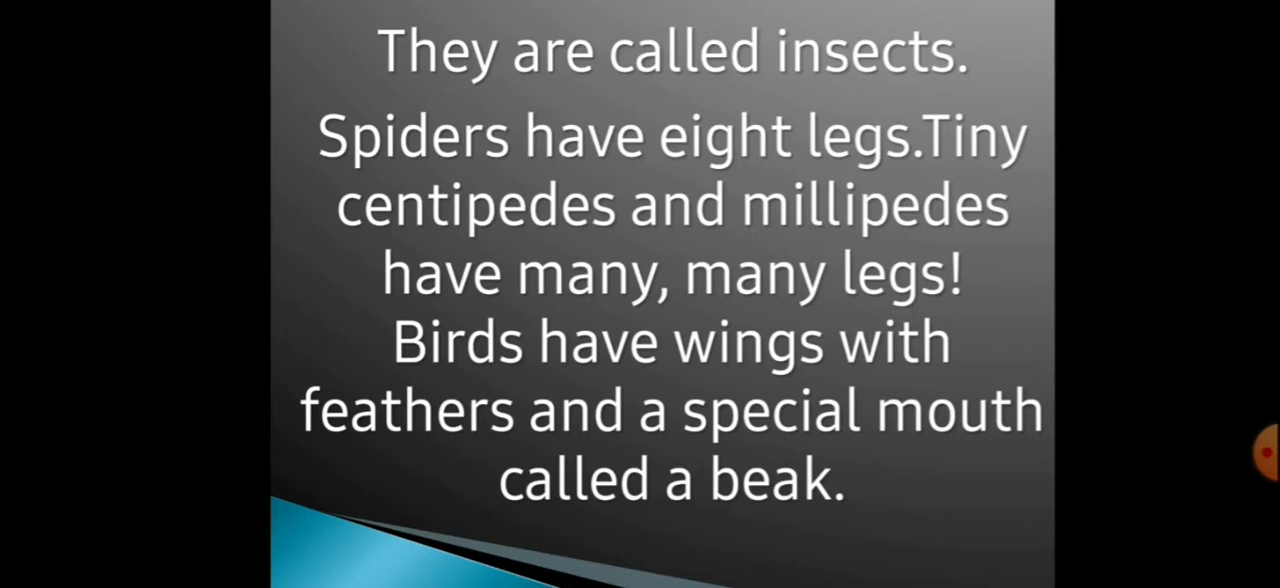 They are called insects.
Spiders have eight legs.Tiny
centipedes and millipedes
have many, many legs!
Birds have wings with
feathers and a special mouth
called a beak.